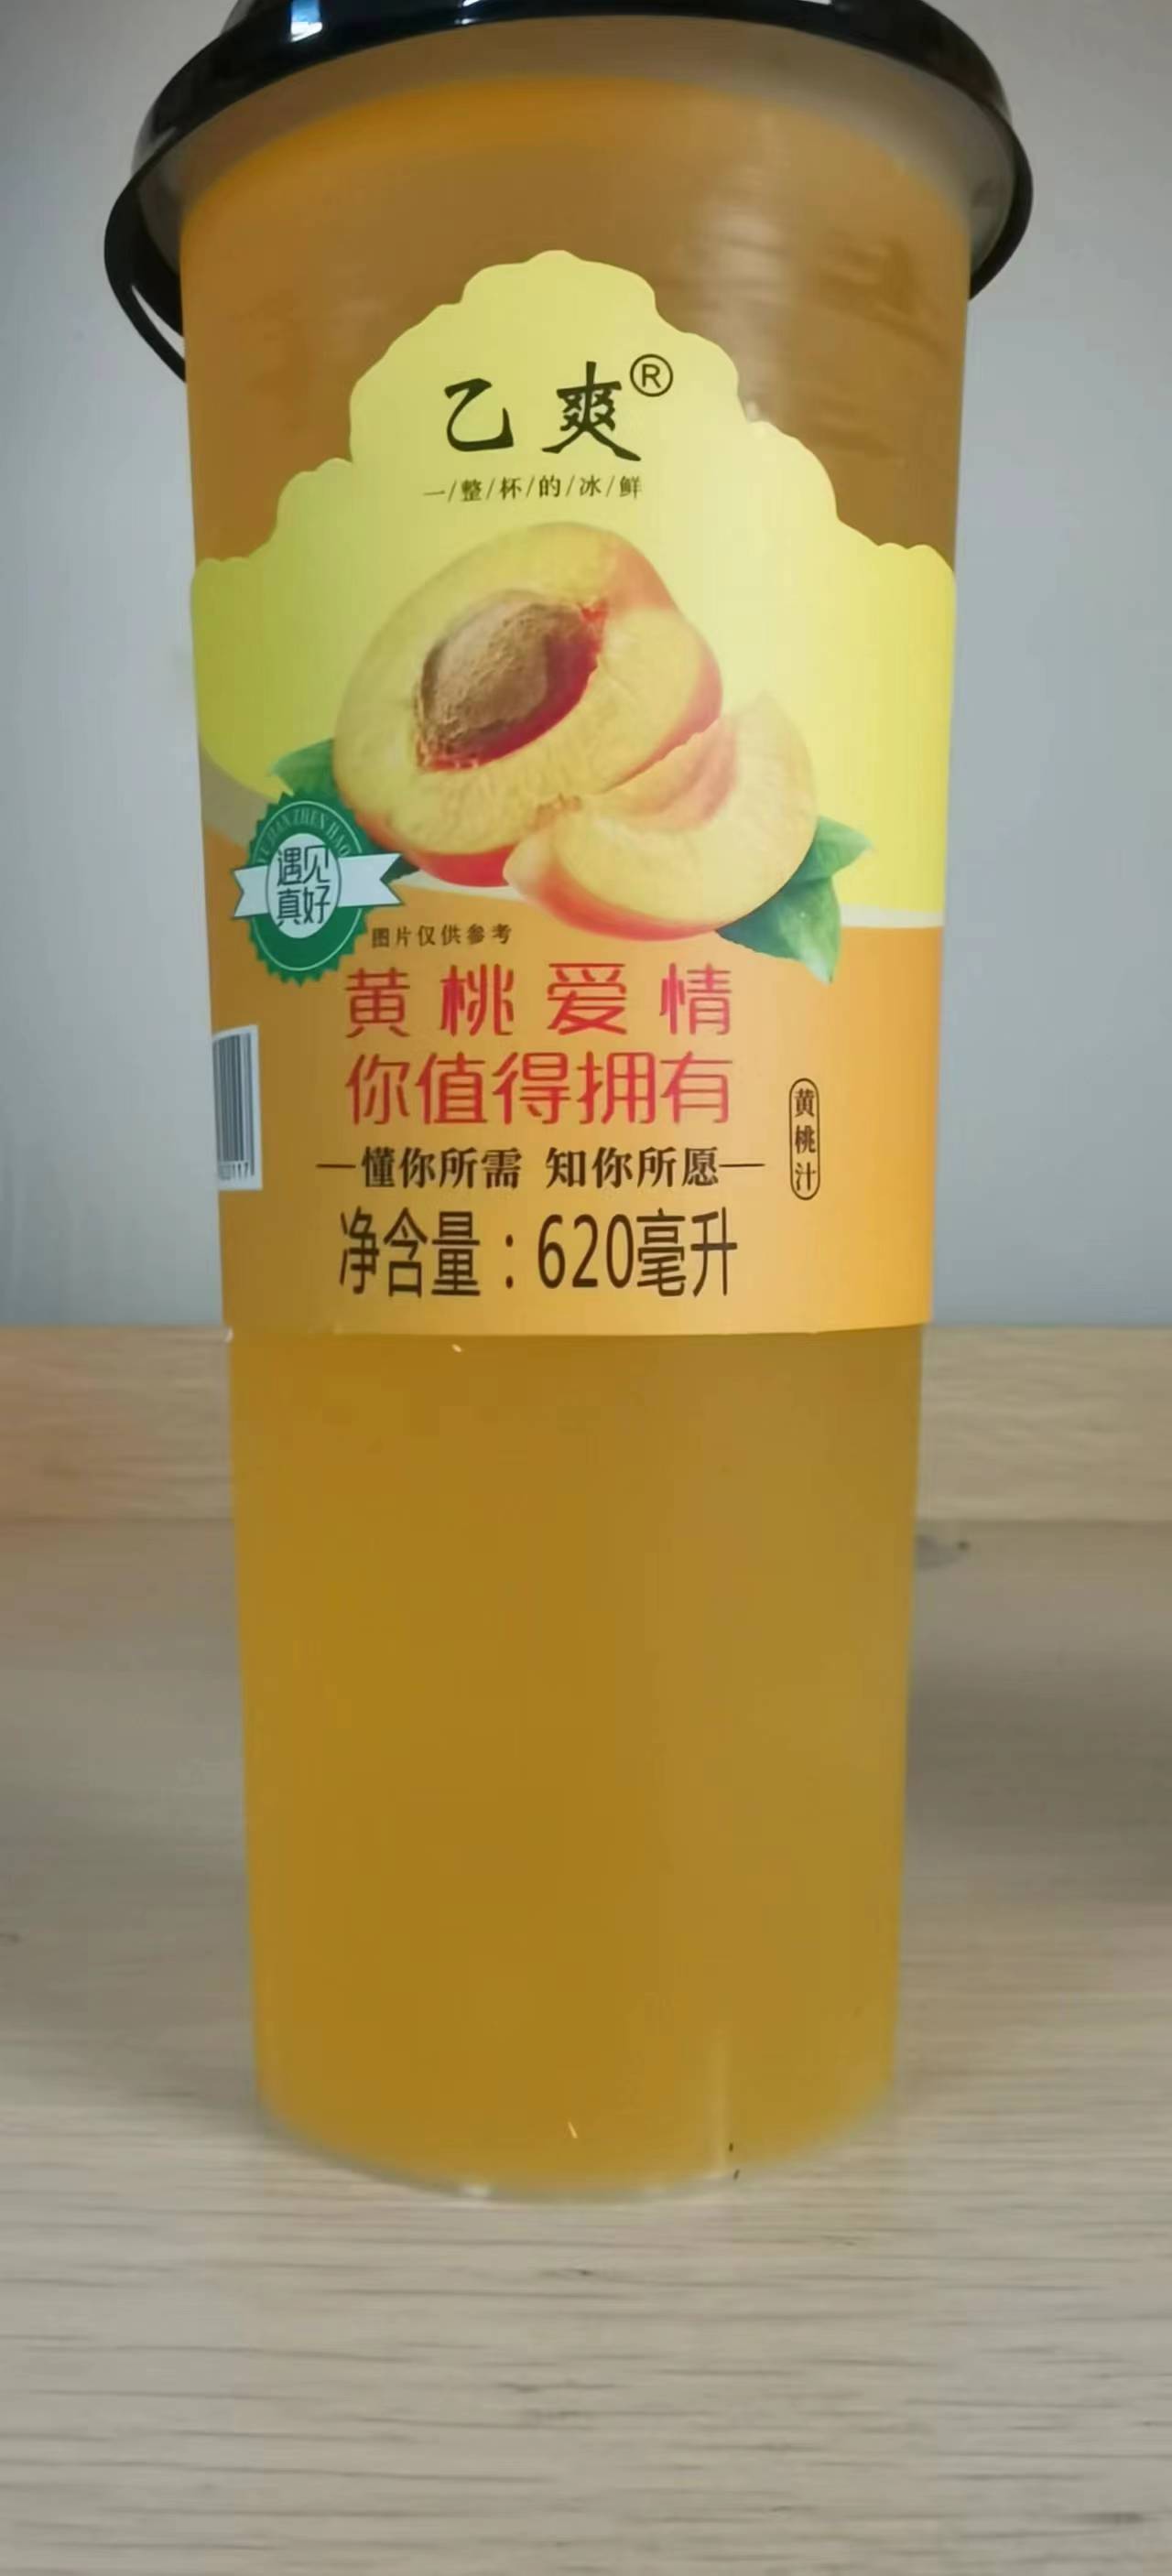 乙爽®
一/整/杯/的/冰/鲜
遇见
真好
图片仅供参考
黄桃爱情
你值得拥有
黄桃汁
—懂你所需 知你所愿—
净含量：620毫升